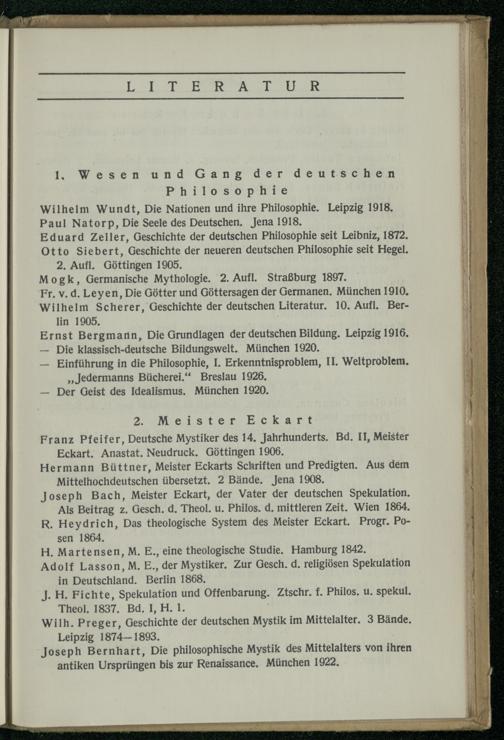 LITERATUR
1. Wesen und Gang der deutschen
Philosophie
Wilhelm Wundt, Die Nationen und ihre Philosophie. Leipzig 1918.
Paul Natorp, Die Seele des Deutschen. Jena 1918.
Eduard Zeller, Geschichte der deutschen Philosophie seit Leibniz, 1872.
Otto Siebert, Geschichte der neueren deutschen Philosophie seit Hegel.
2. Aufl. Göttingen 1905.
Mogk, Germanische Mythologie. 2. Aufl. Straßburg 1897.
Fr. v. d. Leyen, Die Götter und Göttersagen der Germanen. München 1910.
Wilhelm Scherer, Geschichte der deutschen Literatur. 10. Aufl. Ber-
lin 1905.
Ernst Bergmann, Die Grundlagen der deutschen Bildung. Leipzig 1916.
— Die klassisch-deutsche Bildungswelt. München 1920.
— Einführung in die Philosophie, I. Erkenntnisproblem, II. Weltproblem.
„Jedermanns Bücherei.“ Breslau 1926.
— Der Geist des Idealismus. München 1920.
2. Meister Eckart
Franz Pfeifer, Deutsche Mystiker des 14. Jahrhunderts. Bd. II, Meister
Eckart. Anastat. Neudruck. Göttingen 1906.
Hermann Büttner, Meister Eckarts Schriften und Predigten. Aus dem
Mittelhochdeutschen übersetzt. 2 Bände. Jena 1908.
Joseph Bach, Meister Eckart, der Vater der deutschen Spekulation.
Als Beitrag z. Gesch. d. Theol. u. Philos. d. mittleren Zeit. Wien 1864.
R. Heydrich, Das theologische System des Meister Eckart. Progr. Po-
sen 1864.
H. Martensen, M. E., eine theologische Studie. Hamburg 1842.
Adolf Lasson, M. E., der Mystiker. Zur Gesch. d. religiösen Spekulation
in Deutschland. Berlin 1868.
J. H. Fichte, Spekulation und Offenbarung. Ztschr. f. Philos. u. spekul.
Theol. 1837. Bd. I, H. 1.
Wilh. Preger, Geschichte der deutschen Mystik im Mittelalter. 3 Bände.
Leipzig 1874—1893.
Joseph Bernhart, Die philosophische Mystik des Mittelalters von ihren
antiken Ursprüngen bis zur Renaissance. München 1922.